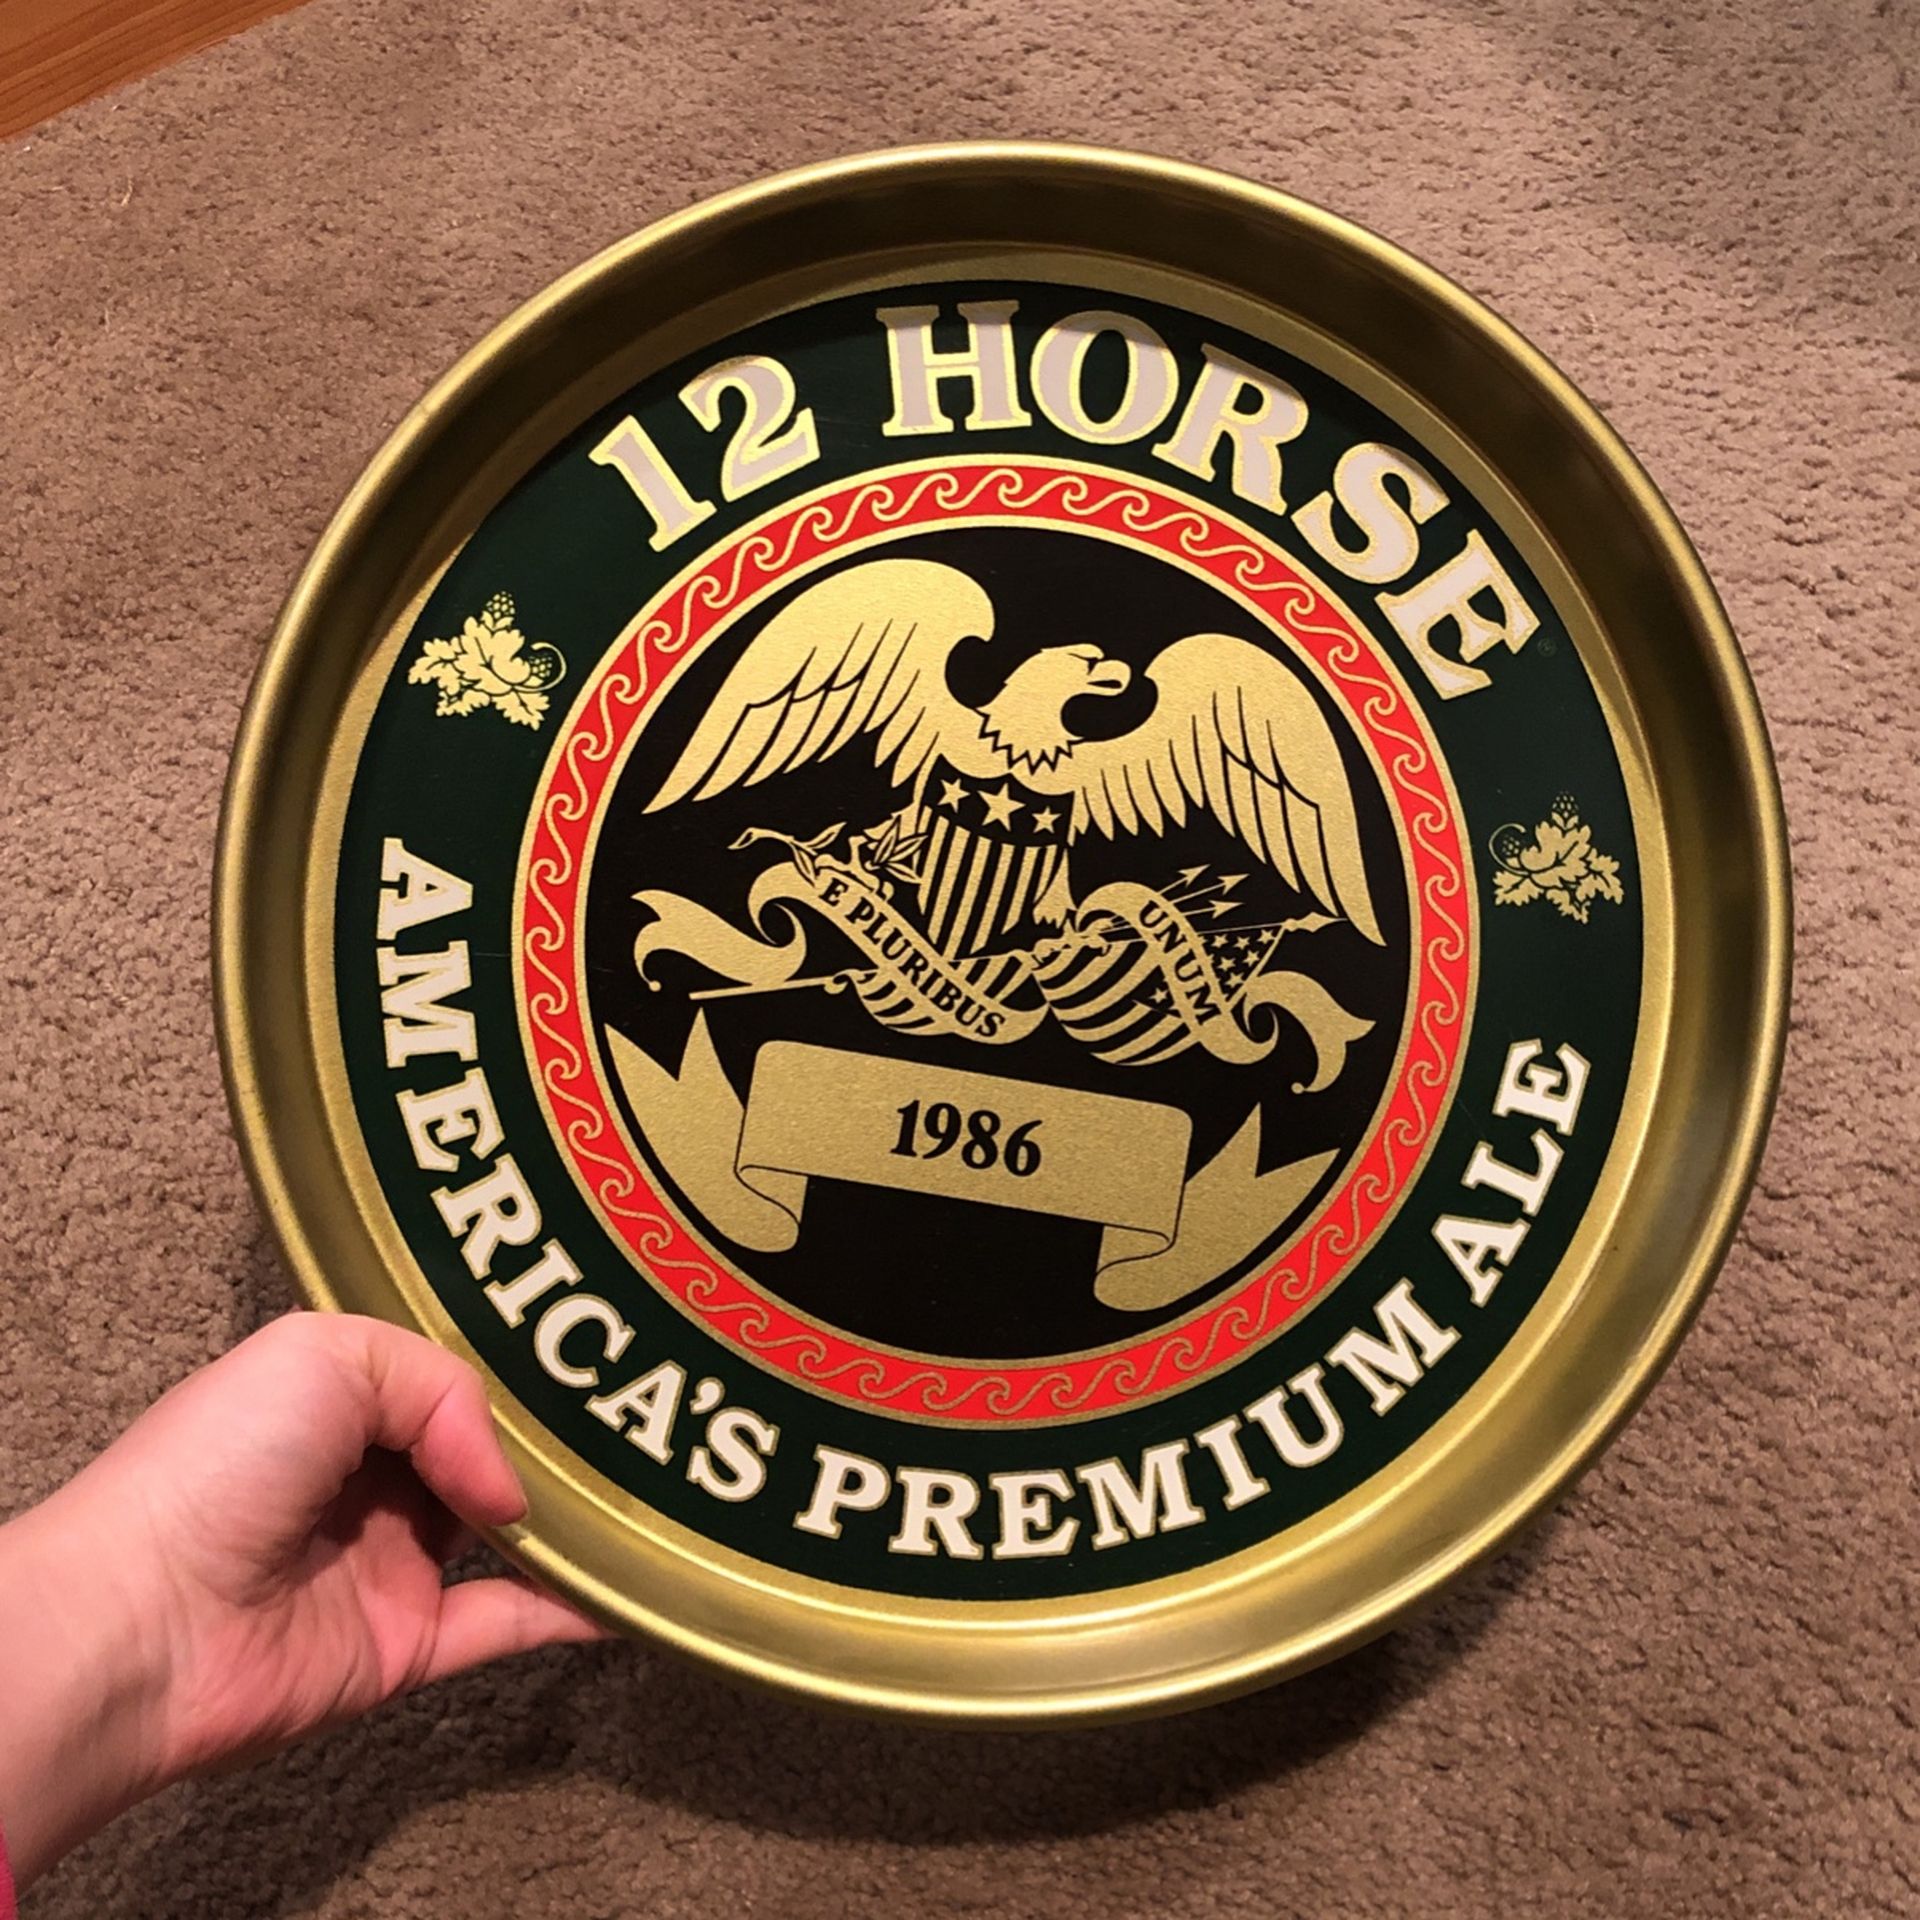 12 HORSE
E PLURIBUS UNUM
1986
AMERICA'S PREMIUM ALE